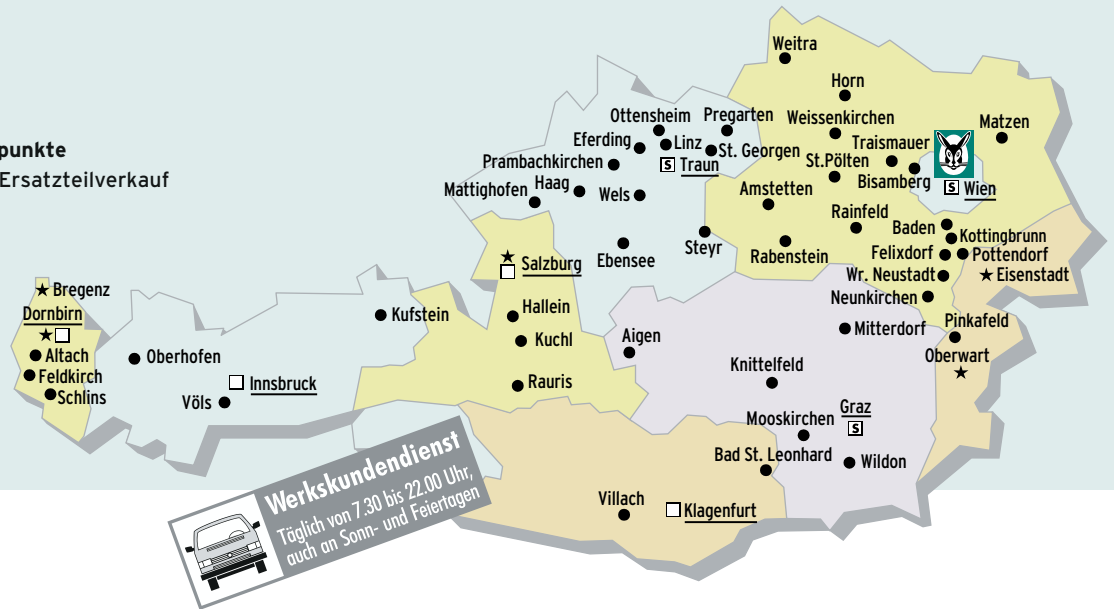 punkte
Ersatzteilverkauf
Weitra
Horn
Ottensheim
Pregarten
Weissenkirchen
Matzen
Eferding
Linz
St. Georgen
Traismauer
Prambachkirchen
S Traun
St.Pölten
Bisamberg
S Wien
Mattighofen
Haag
Wels
Amstetten
Steyr
Rainfeld
Baden
Kottingbrunn
Ebensee
Rabenstein
Felixdorf
Pottendorf
Salzburg
Wr. Neustadt
Eisenstadt
Bregenz
Neunkirchen
Dornbirn
Hallein
Kufstein
Pinkafeld
Mitterdorf
Kuchl
Aigen
Altach
Oberhofen
Oberwart
Knittelfeld
Feldkirch
Innsbruck
Rauris
Schlins
Völs
Graz
S
Mooskirchen
Bad St. Leonhard
Wildon
Villach
Klagenfurt
Werkskundendienst
Täglich von 7.30 bis 22.00 Uhr,
auch an Sonn- und Feiertagen